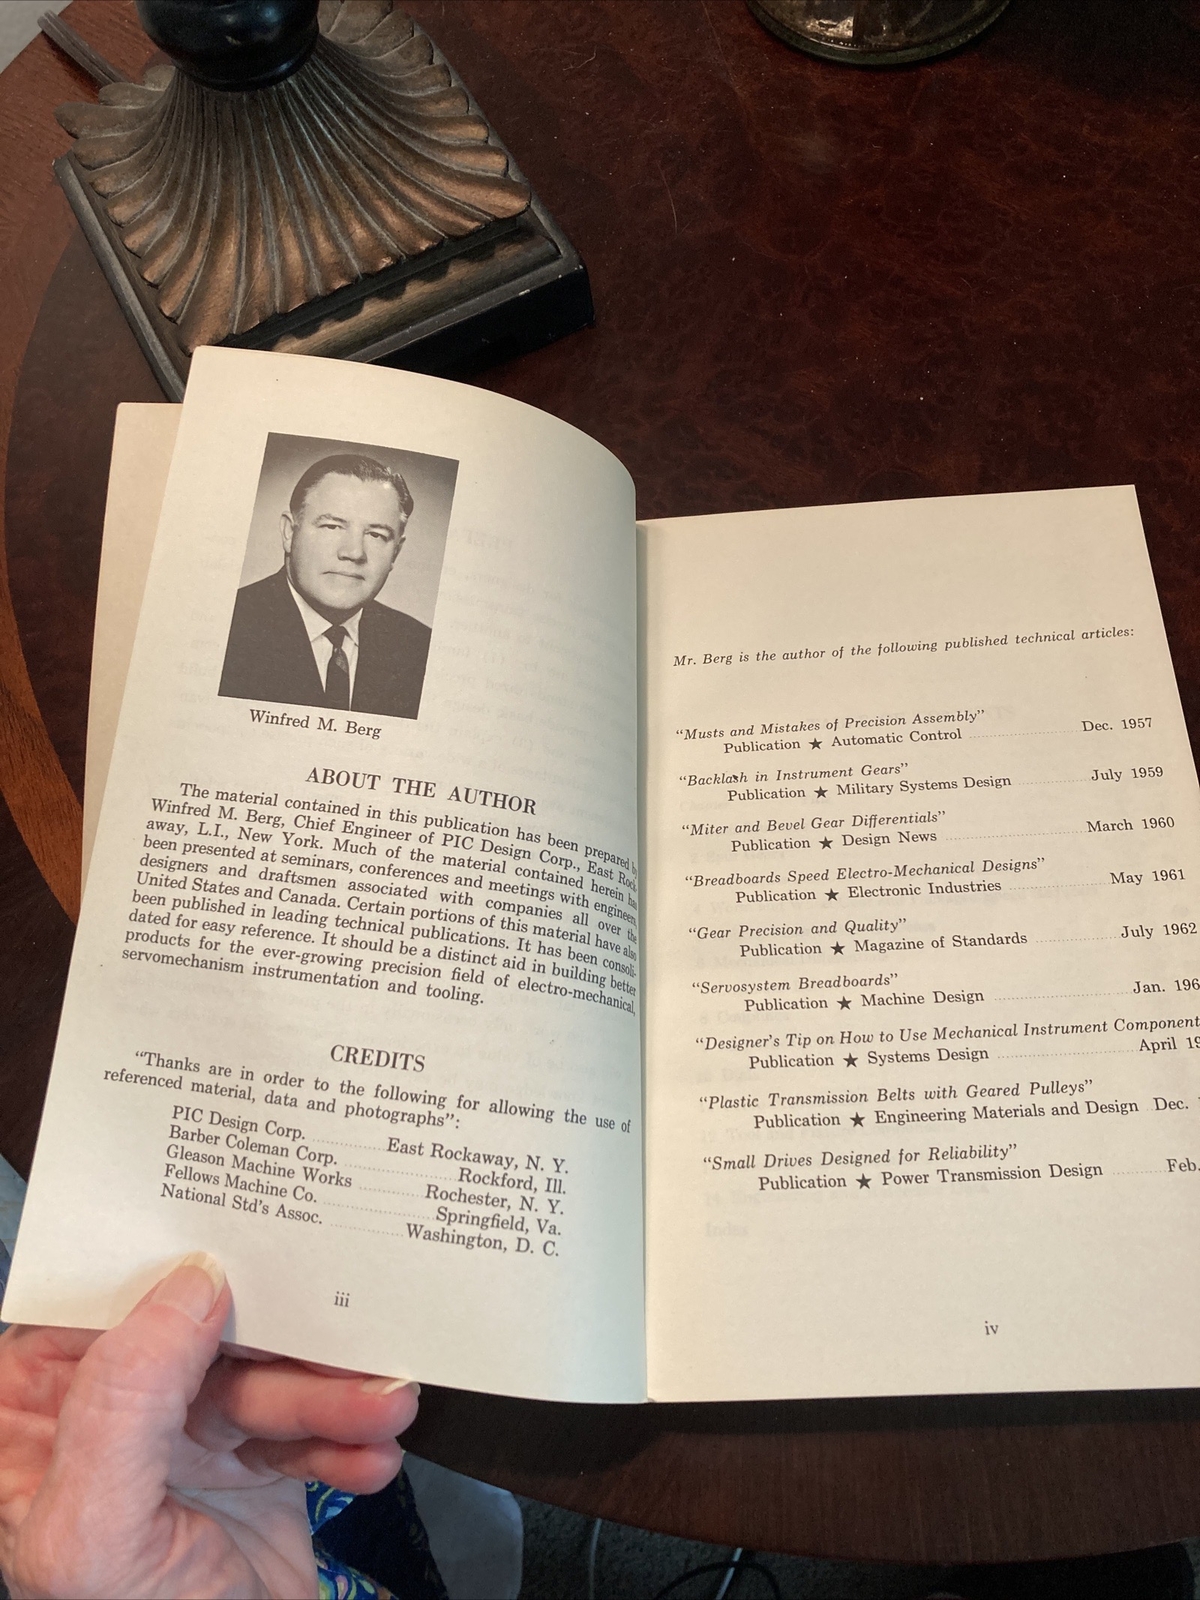 Winfred M. Berg
ABOUT THE AUTHOR
The material contained in this publication has been prepared by
Winfred M. Berg, Chief Engineer of PIC Design Corp., East Rock-
away, L.I., New York. Much of the material contained herein has
been presented at seminars, conferences and meetings with engineers,
designers and draftsmen associated with companies all over the
United States and Canada. Certain portions of this material have also
been published in leading technical publications. It has been consoli-
dated for easy reference. It should be a distinct aid in building better
products for the ever-growing precision field of electro-mechanical,
servomechanism instrumentation and tooling.
CREDITS
“Thanks are in order to the following for allowing the use of
referenced material, data and photographs”:
PIC Design Corp. East Rockaway, N. Y.
Barber Coleman Corp. Rockford, Ill.
Gleason Machine Works Rochester, N. Y.
Fellows Machine Co. Springfield, Va.
National Std's Assoc. Washington, D. C.
iii
Mr. Berg is the author of the following published technical articles:
“Musts and Mistakes of Precision Assembly”
Publication ★ Automatic Control Dec. 1957
“Backlash in Instrument Gears”
Publication ★ Military Systems Design July 1959
“Miter and Bevel Gear Differentials”
Publication ★ Design News March 1960
“Breadboards Speed Electro-Mechanical Designs”
Publication ★ Electronic Industries May 1961
“Gear Precision and Quality”
Publication ★ Magazine of Standards July 1962
“Servosystem Breadboards”
Publication ★ Machine Design Jan. 196
“Designer's Tip on How to Use Mechanical Instrument Component
Publication ★ Systems Design April 19
“Plastic Transmission Belts with Geared Pulleys”
Publication ★ Engineering Materials and Design Dec.
“Small Drives Designed for Reliability”
Publication ★ Power Transmission Design Feb.
iv